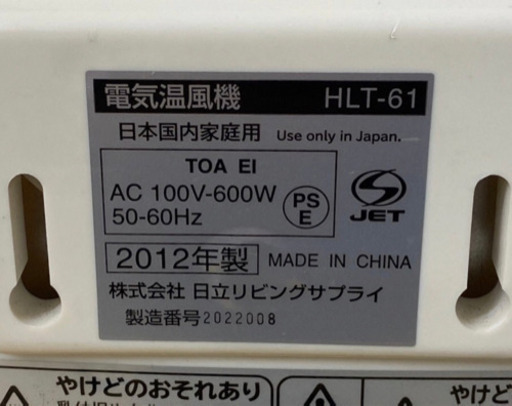 電気温風機 HLT-61
日本国内家庭用 Use only in Japan.
TOA EI
AC 100V-600W
50-60Hz
PS
E
JET
2012年製 MADE IN CHINA
株式会社 日立リビングサプライ
製造番号2022008
やけどのおそれあり
やけど